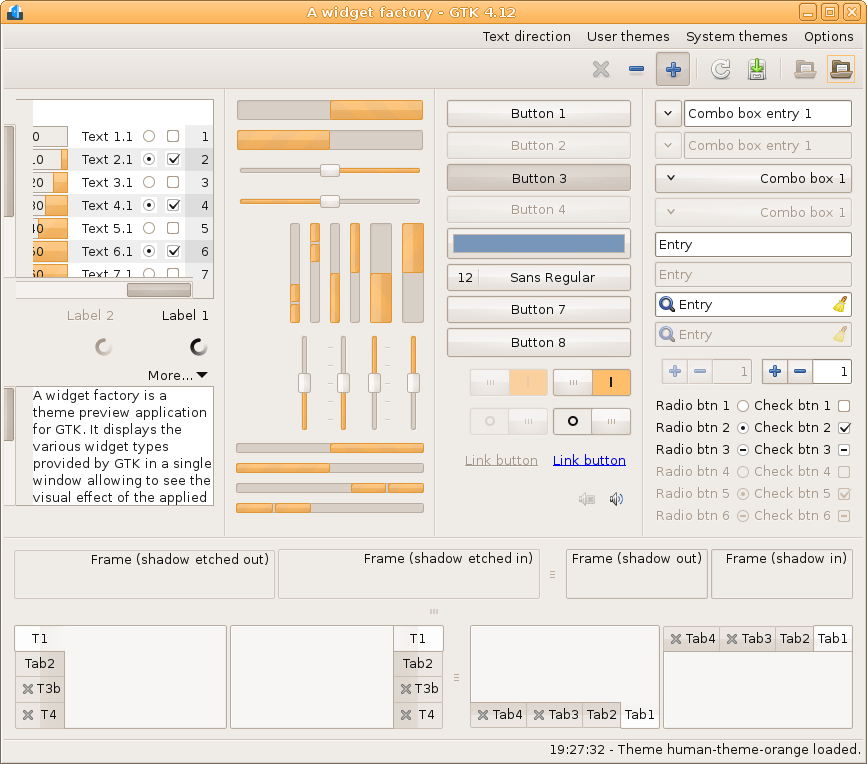 A widget factory - GTK 4.12
Text direction User themes System themes Options
0 Text 1.1 1
10 Text 2.1 2
20 Text 3.1 3
30 Text 4.1 4
40 Text 5.1 5
50 Text 6.1 6
60 Text 7.1 7
Label 2 Label 1
More...
A widget factory is a
theme preview application
for GTK. It displays the
various widget types
provided by GTK in a single
window allowing to see the
visual effect of the applied
Button 1
Button 2
Button 3
Button 4
12 Sans Regular
Button 7
Button 8
Link button Link button
Combo box entry 1
Combo box entry 1
Combo box 1
Combo box 1
Entry
Entry
Entry
Entry
1 1
Radio btn 1 Check btn 1
Radio btn 2 Check btn 2
Radio btn 3 Check btn 3
Radio btn 4 Check btn 4
Radio btn 5 Check btn 5
Radio btn 6 Check btn 6
Frame (shadow etched out) Frame (shadow etched in) Frame (shadow out) Frame (shadow in)
T1
Tab2
T3b
T4
T1
Tab2
T3b
T4
Tab4 Tab3 Tab2 Tab1
Tab4 Tab3 Tab2 Tab1
19:27:32 - Theme human-theme-orange loaded.